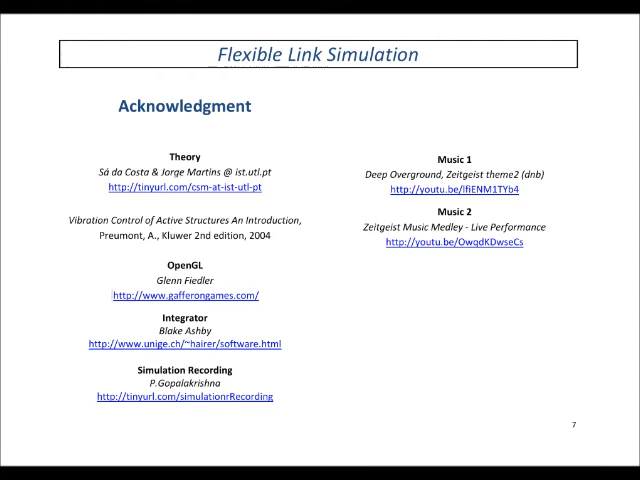 Flexible Link Simulation
Acknowledgment
Theory
Sá da Costa & Jorge Martins @ ist.utl.pt
http://tinyurl.com/csm-at-ist-utl-pt
Vibration Control of Active Structures An Introduction,
Preumont, A., Kluwer 2nd edition, 2004
OpenGL
Glenn Fiedler
http://www.gafferongames.com/
Integrator
Blake Ashby
http://www.unige.ch/~hairer/software.html
Simulation Recording
P.Gopalakrishna
http://tinyurl.com/simulationrRecording
Music 1
Deep Overground, Zeitgeist theme2 (dnb)
http://youtu.be/lfiENM1TYb4
Music 2
Zeitgeist Music Medley - Live Performance
http://youtu.be/OwqdKDwseCs
7